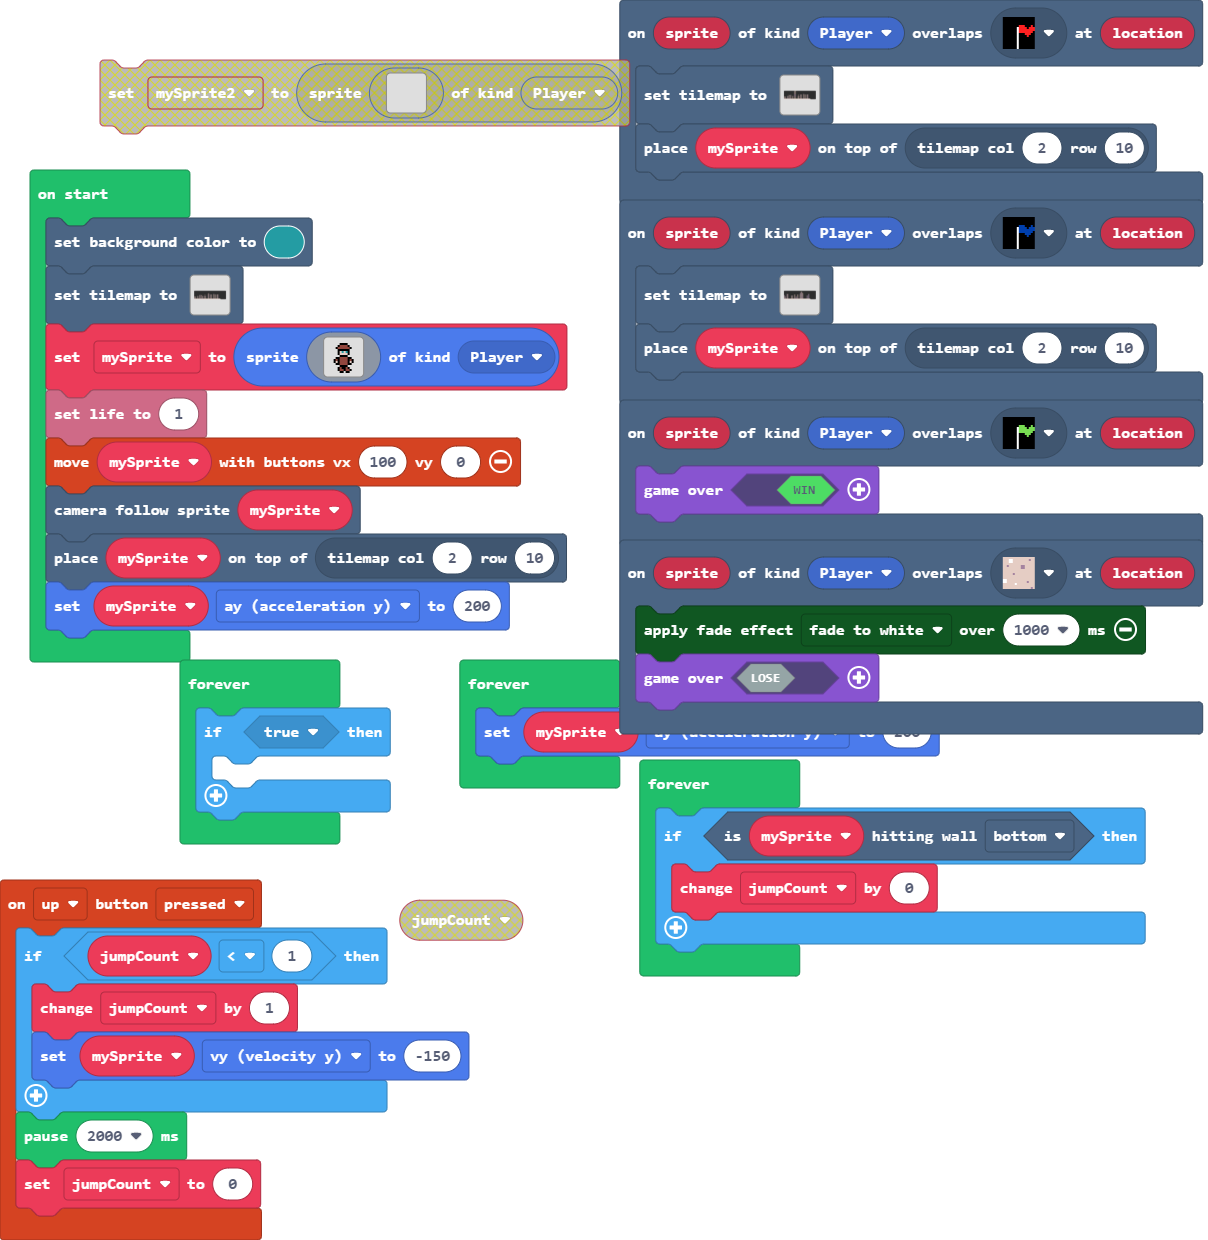 set mySprite2 to sprite of kind Player
on start
set background color to
set tilemap to
set mySprite to sprite of kind Player
set life to 1
move mySprite with buttons vx 100 vy 0
camera follow sprite mySprite
place mySprite on top of tilemap col 2 row 10
set mySprite ay (acceleration y) to 200
on sprite of kind Player overlaps at location
set tilemap to
place mySprite on top of tilemap col 2 row 10
on sprite of kind Player overlaps at location
set tilemap to
place mySprite on top of tilemap col 2 row 10
on sprite of kind Player overlaps at location
game over WIN
on sprite of kind Player overlaps at location
apply fade effect fade to white over 1000 ms
game over LOSE
forever
if true then
forever
set mySprite ay (acceleration y) to 200
forever
if is mySprite hitting wall bottom then
change jumpCount by 0
on up button pressed
if jumpCount < 1 then
change jumpCount by 1
set mySprite vy (velocity y) to -150
pause 2000 ms
set jumpCount to 0
jumpCount